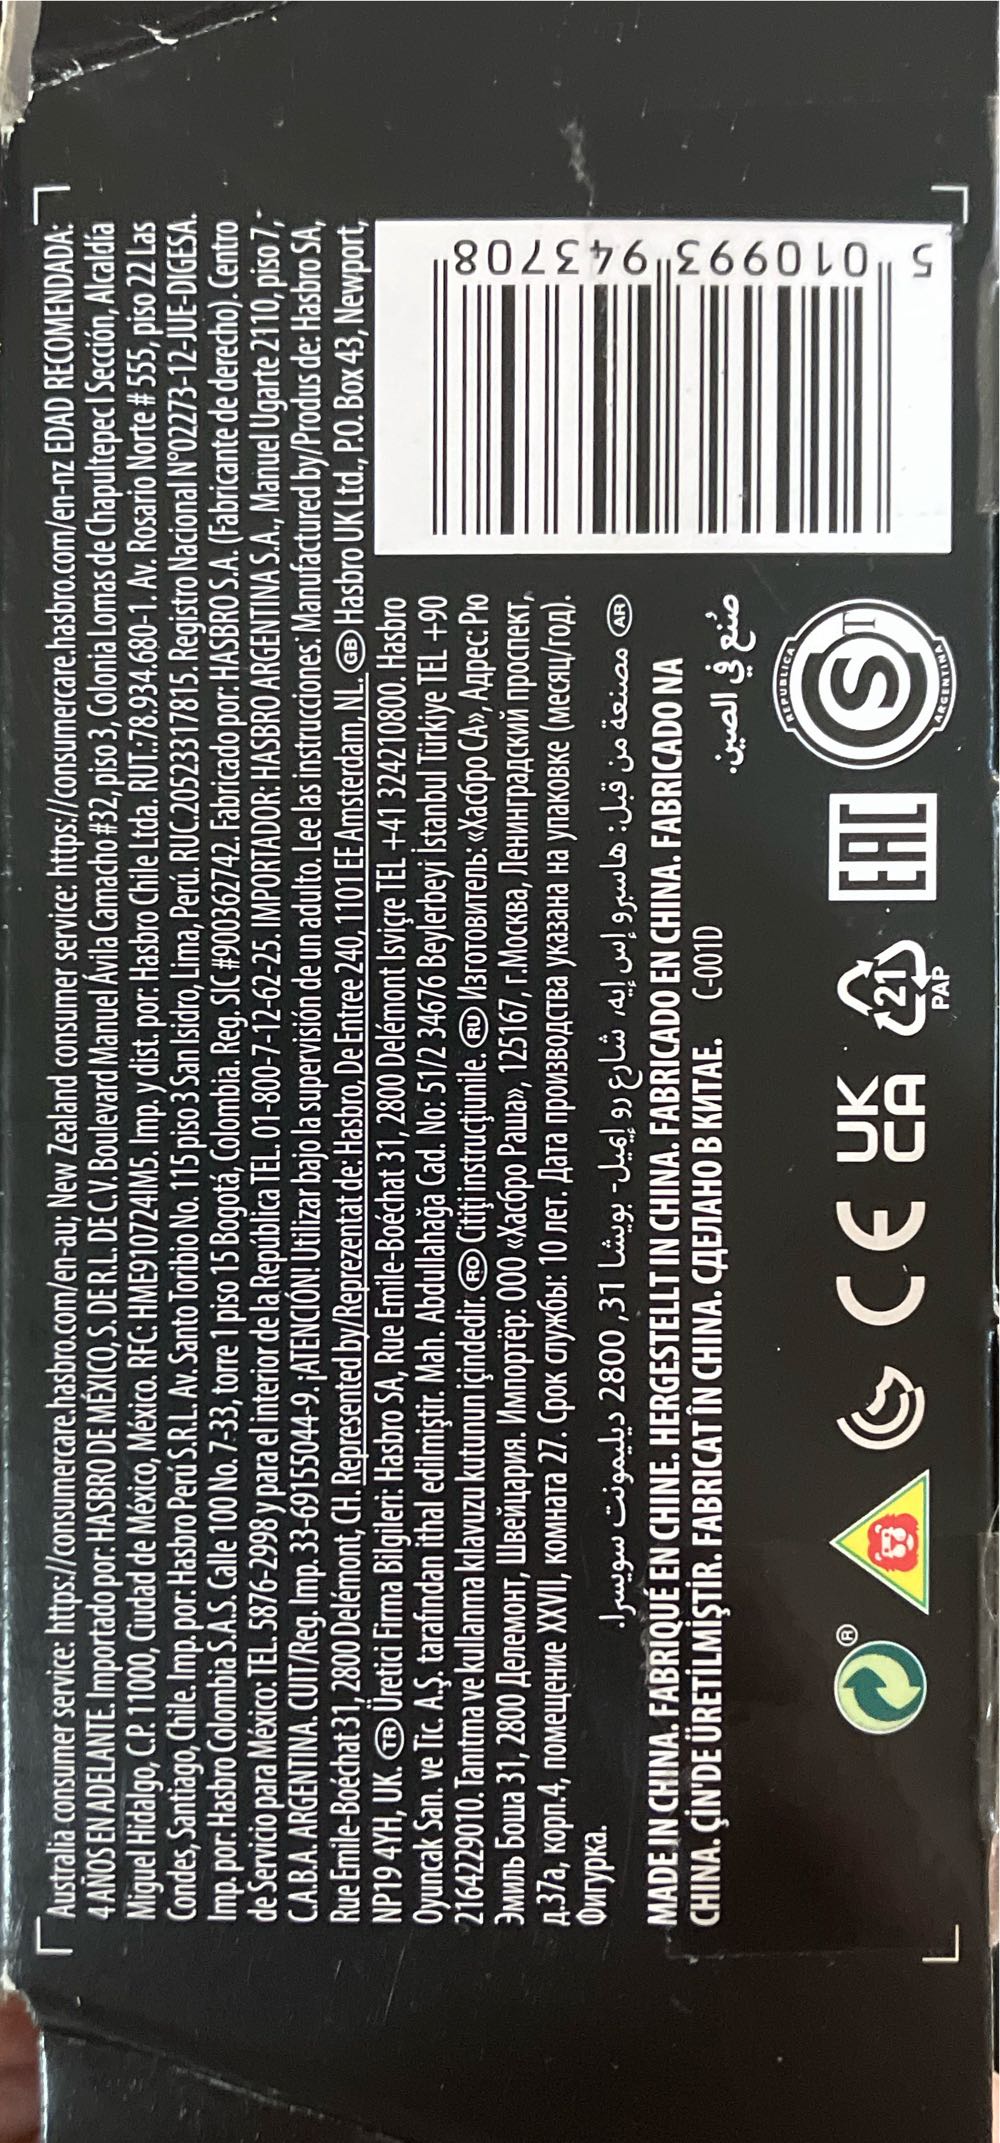 Australia consumer service: https://consumercare.hasbro.com/en-au; New Zealand consumer service: https://consumercare.hasbro.com/en-nz EDAD RECOMENDADA:
4 AÑOS EN ADELANTE. Importado por: HASBRO DE MÉXICO, S. DE R.L. DE C.V. Boulevard Manuel Ávila Camacho #32, piso 3, Colonia Lomas de Chapultepec I Sección, Alcaldía
Miguel Hidalgo, C.P. 11000, Ciudad de México, México. RFC: HME910724IM5. Imp. y dist. por: Hasbro Chile Ltda. RUT.:78.934.680-1. Av. Rosario Norte # 555, piso 22 Las
Condes, Santiago, Chile. Imp. por: Hasbro Perú S.R.L. Av. Santo Toribio No. 115 piso 3 San Isidro, Lima, Perú. RUC.20523317815. Registro Nacional N°02273-12-JUE-DIGESA.
Imp. por: Hasbro Colombia S.A.S. Calle 100 No. 7-33, torre 1 piso 15 Bogotá, Colombia. Reg. SIC #900362742. Fabricado por: HASBRO S.A. (Fabricante de derecho). Centro
de Servicio para México: TEL. 5876-2998 y para el interior de la República TEL. 01-800-7-12-62-25. IMPORTADOR: HASBRO ARGENTINA S.A., Manuel Ugarte 2110, piso 7,
C.A.B.A. ARGENTINA. CUIT/Reg. Imp. 33-69155044-9. ¡ATENCIÓN! Utilizar bajo la supervisión de un adulto. Lee las instrucciones. Manufactured by/Produs de: Hasbro SA,
Rue Emile-Boéchat 31, 2800 Delémont, CH. Represented by/Reprezentat de: Hasbro, De Entree 240, 1101 EE Amsterdam, NL. GB Hasbro UK Ltd., P.O. Box 43, Newport,
NP19 4YH, UK. TR Üretici Firma Bilgileri: Hasbro SA, Rue Emile-Boéchat 31, 2800 Delémont İsviçre TEL +41 324210800. Hasbro
Oyuncak San. ve Tic. A.Ş. tarafından ithal edilmiştir. Mah. Abdullahağa Cad. No: 51/2 34676 Beylerbeyi İstanbul Türkiye TEL +90
2164229010. Tanıtma ve kullanma kılavuzu kutunun içindedir. RO Citiți instrucțiunile. RU Изготовитель: «Хасбро СА», Адрес: Рю
Эмиль Боша 31, 2800 Делемонт, Швейцария. Импортёр: ООО «Хасбро Раша», 125167, г.Москва, Ленинградский проспект,
д.37а, корп.4, помещение XXVII, комната 27. Срок службы: 10 лет. Дата производства указана на упаковке (месяц/год).
Фигурка.
AR مصنعة من قبل: هاسبرو إس إيه، شارع رو إيميل- بويشا 31, 2800 ديليمونت سويسرا.
MADE IN CHINA. FABRIQUÉ EN CHINE. HERGESTELLT IN CHINA. FABRICADO EN CHINA. FABRICADO NA
CHINA. ÇİN'DE ÜRETİLMİŞTİR. FABRICAT ÎN CHINA. СДЕЛАНО В КИТАЕ. C-001D
صُنع في الصين.
5 010993 943708
® CE UK CA 21 PAP EAC REPUBLICA S T ARGENTINA